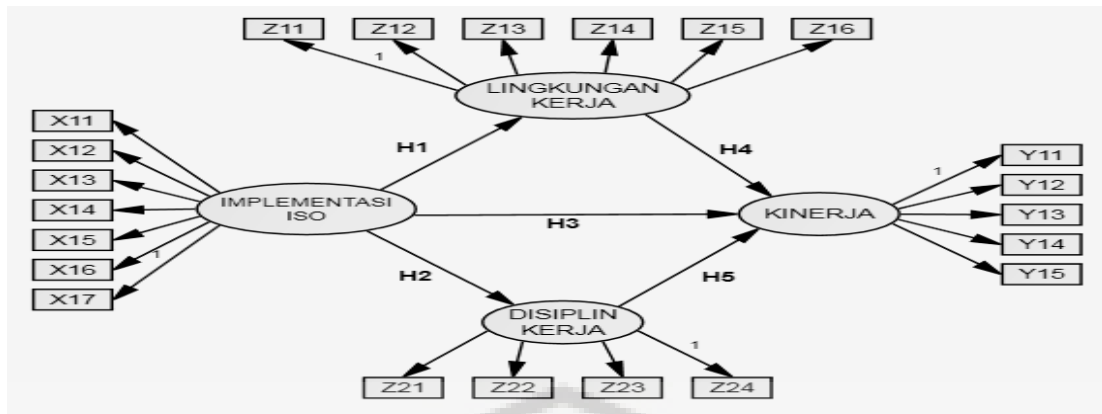 Z11 Z12 Z13 Z14 Z15 Z16
1
LINGKUNGAN
KERJA
X11
X12
X13
X14
X15
X16
X17
1
IMPLEMENTASI
ISO
H1
H4
H3
H2
H5
KINERJA
1
Y11
Y12
Y13
Y14
Y15
DISIPLIN
KERJA
1
Z21 Z22 Z23 Z24